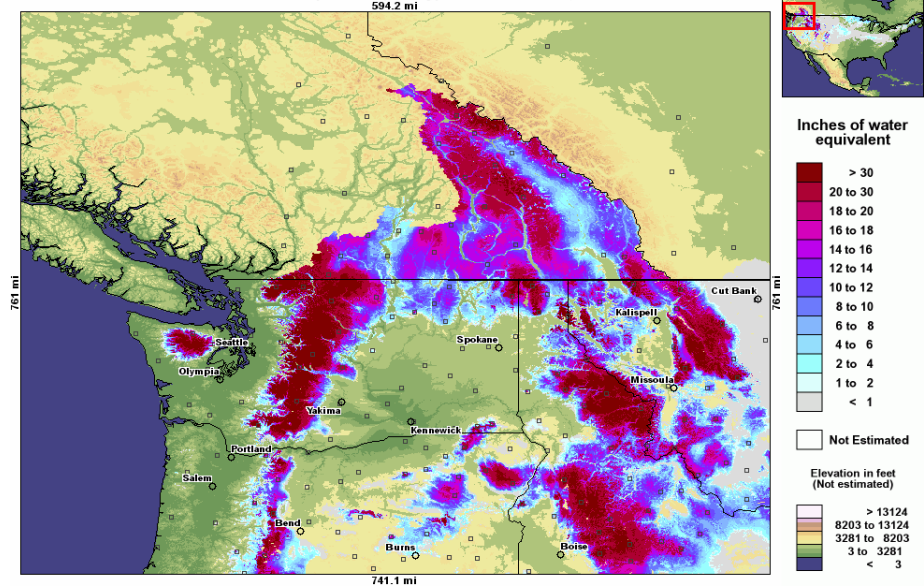 594.2 mi
761 mi
761 mi
741.1 mi
Cut Bank
Kalispell
Spokane
Seattle
Olympia
Missoula
Yakima
Kennewick
Portland
Salem
Bend
Burns
Boise
Inches of water
equivalent
> 30
20 to 30
18 to 20
16 to 18
14 to 16
12 to 14
10 to 12
8 to 10
6 to 8
4 to 6
2 to 4
1 to 2
< 1
Not Estimated
Elevation in feet
(Not estimated)
> 13124
8203 to 13124
3281 to 8203
3 to 3281
< 3